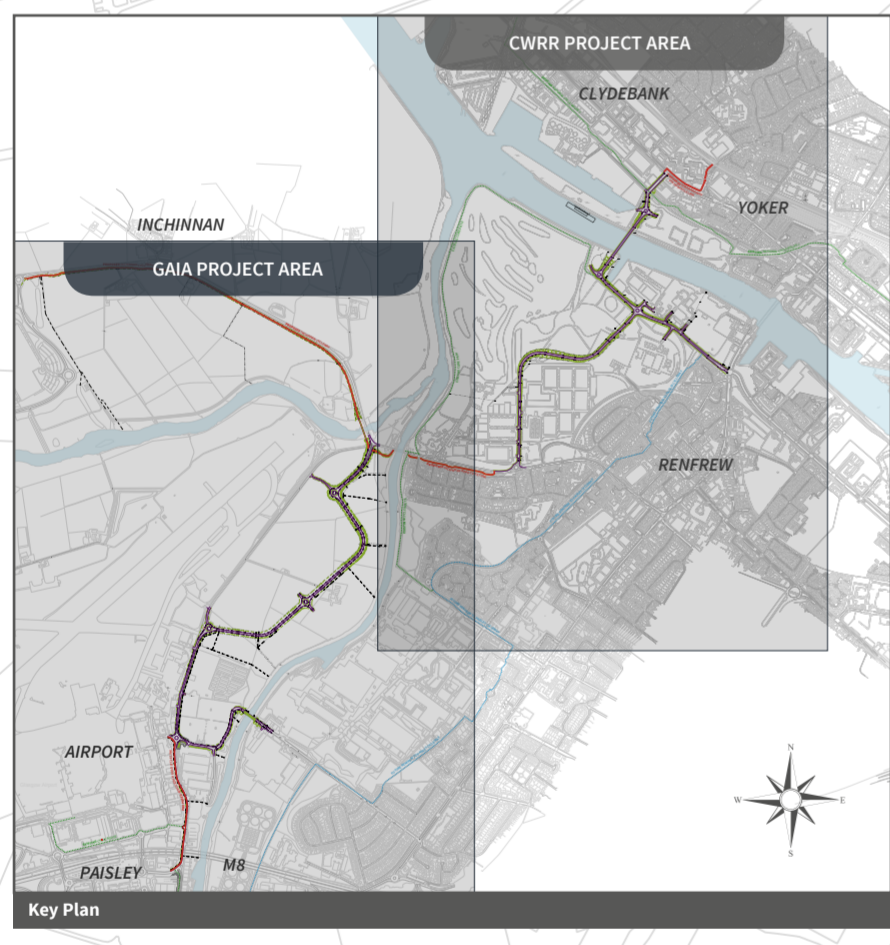 CWRR PROJECT AREA
CLYDEBANK
YOKER
INCHINNAN
GAIA PROJECT AREA
RENFREW
N
AIRPORT
W
E
S
M8
PAISLEY
Key Plan